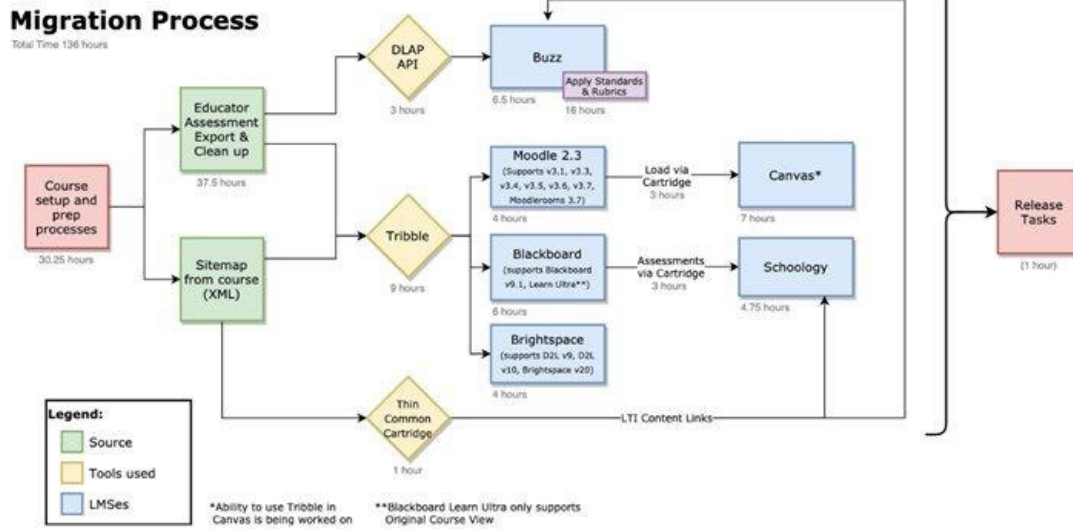 Migration Process
Total Time 136 hours
DLAP
API
3 hours
Buzz
6.5 hours
Apply Standards
& Rubrics
16 hours
Educator
Assessment
Export &
Clean up
37.5 hours
Course
setup and
prep
processes
30.25 hours
Sitemap
from course
(XML)
Tribble
9 hours
Moodle 2.3
(Supports v3.1, v3.3,
v3.4, v3.5, v3.6, v3.7,
Moodlerooms 3.7)
4 hours
Load via
Cartridge
3 hours
Canvas*
7 hours
Blackboard
(supports Blackboard
v9.1, Learn Ultra**)
6 hours
Assessments
via Cartridge
3 hours
Schoology
4.75 hours
Brightspace
(supports D2L v9, D2L
v10, Brightspace v20)
4 hours
Release
Tasks
(1 hour)
Thin
Common
Cartridge
1 hour
LTI Content Links
Legend:
Source
Tools used
LMSes
*Ability to use Tribble in
Canvas is being worked on
**Blackboard Learn Ultra only supports
Original Course View